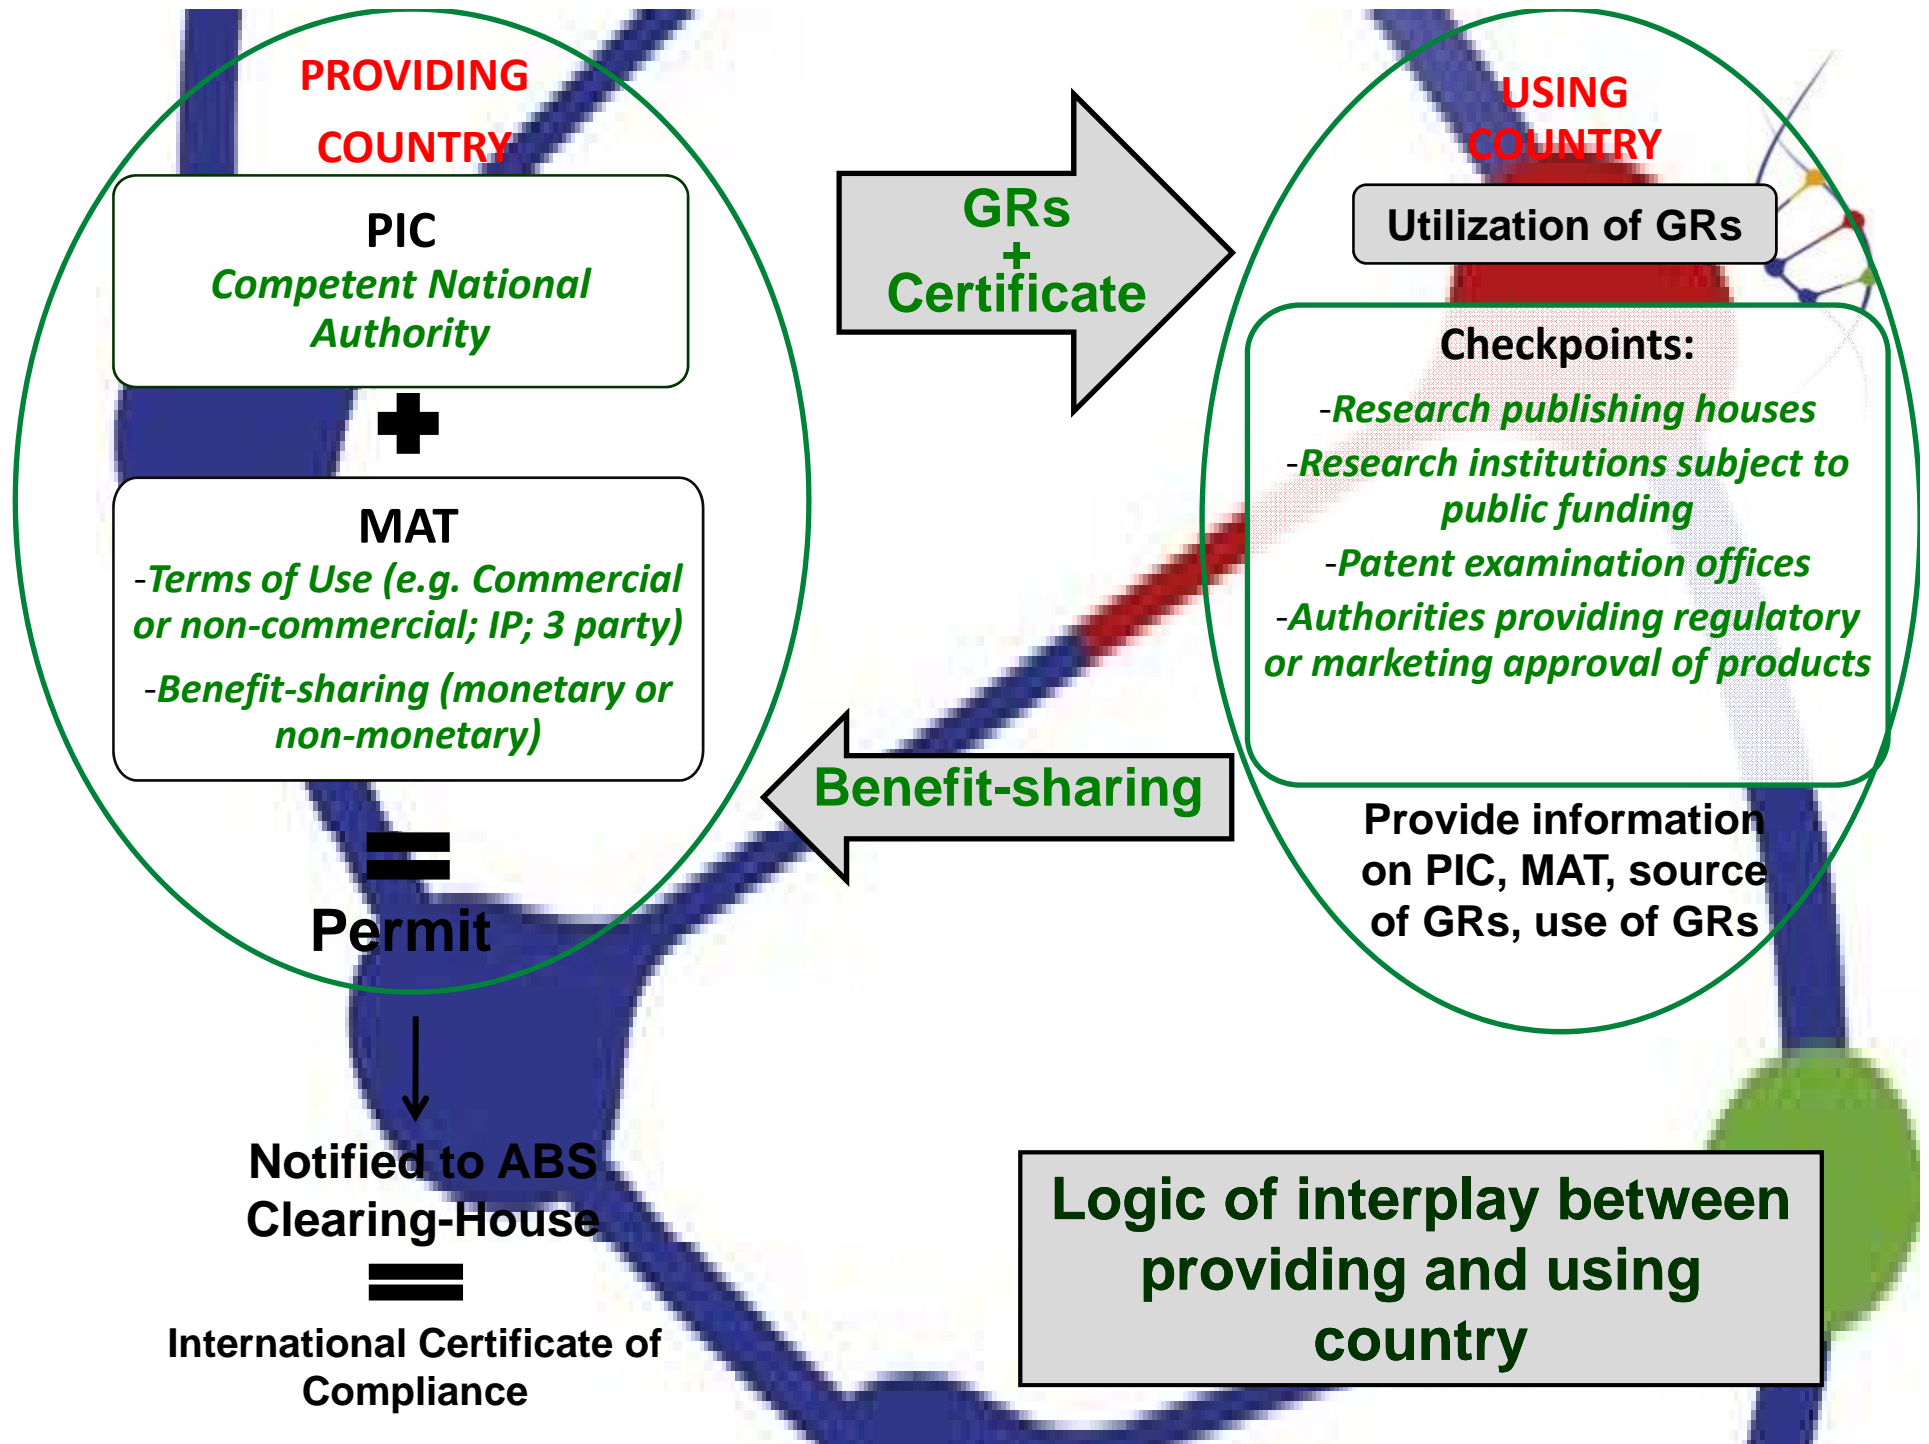 PROVIDING
COUNTRY
PIC
Competent National
Authority
MAT
-Terms of Use (e.g. Commercial
or non-commercial; IP; 3 party)
-Benefit-sharing (monetary or
non-monetary)
Permit
Notified to ABS
Clearing-House
International Certificate of
Compliance
GRs
+
Certificate
Benefit-sharing
USING
COUNTRY
Utilization of GRs
Checkpoints:
-Research publishing houses
-Research institutions subject to
public funding
-Patent examination offices
-Authorities providing regulatory
or marketing approval of products
Provide information
on PIC, MAT, source
of GRs, use of GRs
Logic of interplay between
providing and using
country